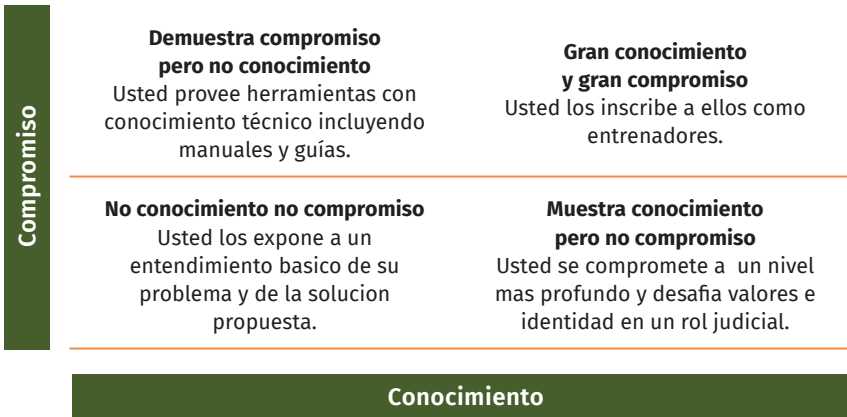 Compromiso
Demuestra compromiso
pero no conocimiento
Usted provee herramientas con
conocimiento técnico incluyendo
manuales y guías.
Gran conocimiento
y gran compromiso
Usted los inscribe a ellos como
entrenadores.
No conocimiento no compromiso
Usted los expone a un
entendimiento basico de su
problema y de la solucion
propuesta.
Muestra conocimiento
pero no compromiso
Usted se compromete a un nivel
mas profundo y desafia valores e
identidad en un rol judicial.
Conocimiento